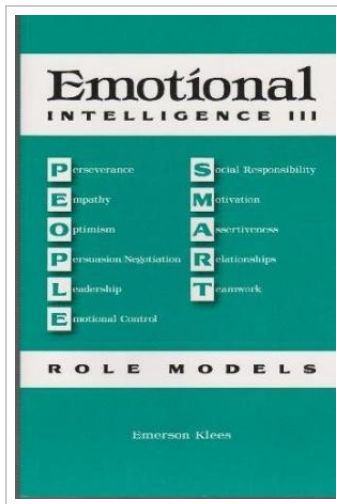 Emotional
INTELLIGENCE III
Perseverance
Empathy
Optimism
Persuasion/Negotiation
Leadership
Emotional Control
Social Responsibility
Motivation
Assertiveness
Relationships
Teamwork
ROLE MODELS
Emerson Klees